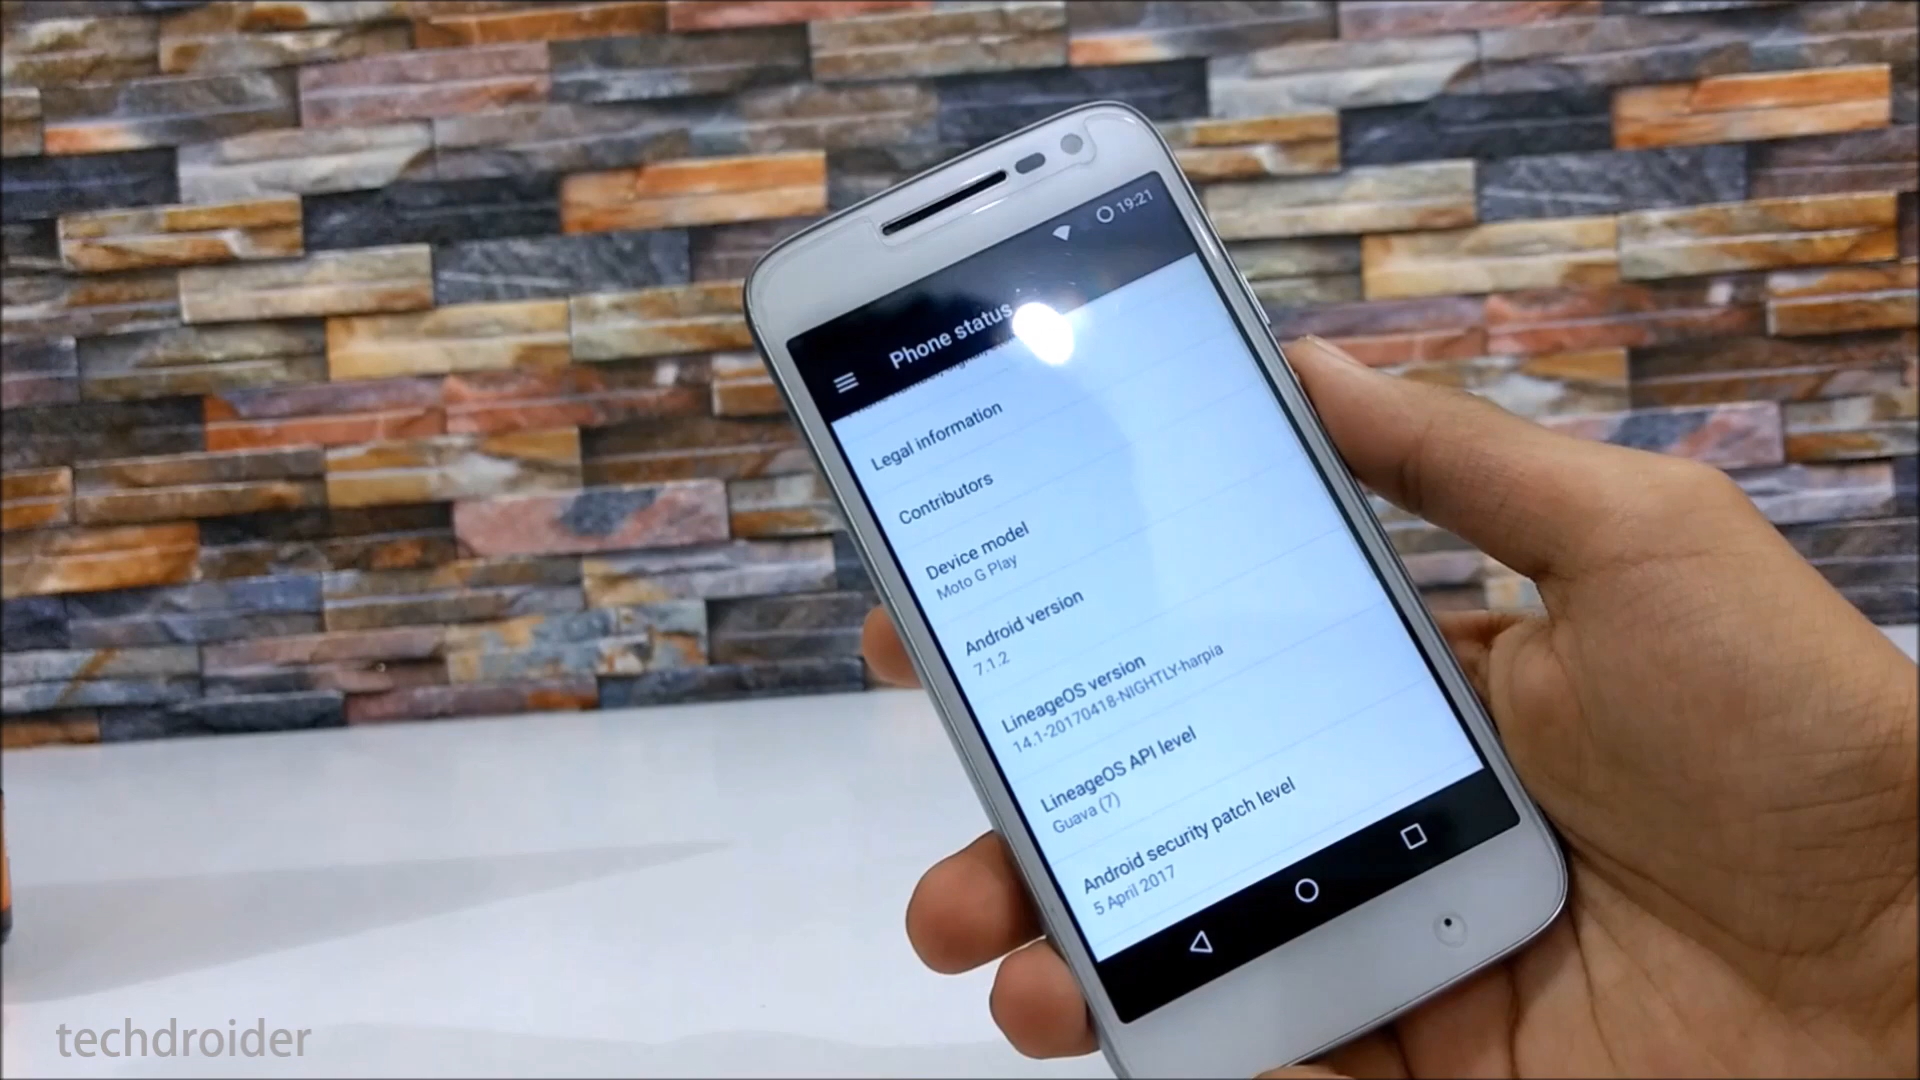 19:21
Phone status
Legal information
Contributors
Device model
Moto G Play
Android version
7.1.2
LineageOS version
14.1-20170418-NIGHTLY-harpia
LineageOS API level
Guava (7)
Android security patch level
5 April 2017
techdroider